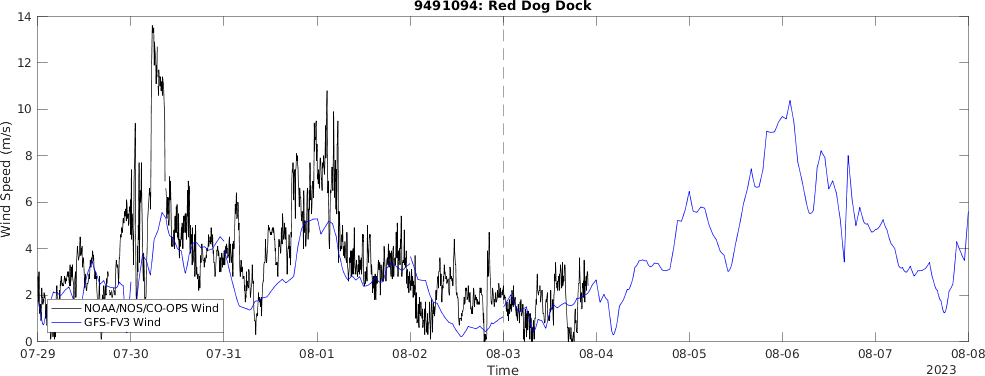 9491094: Red Dog Dock
14
12
10
8
6
4
2
0
Wind Speed (m/s)
NOAA/NOS/CO-OPS Wind
GFS-FV3 Wind
07-29 07-30 07-31 08-01 08-02 08-03 08-04 08-05 08-06 08-07 08-08
Time
2023